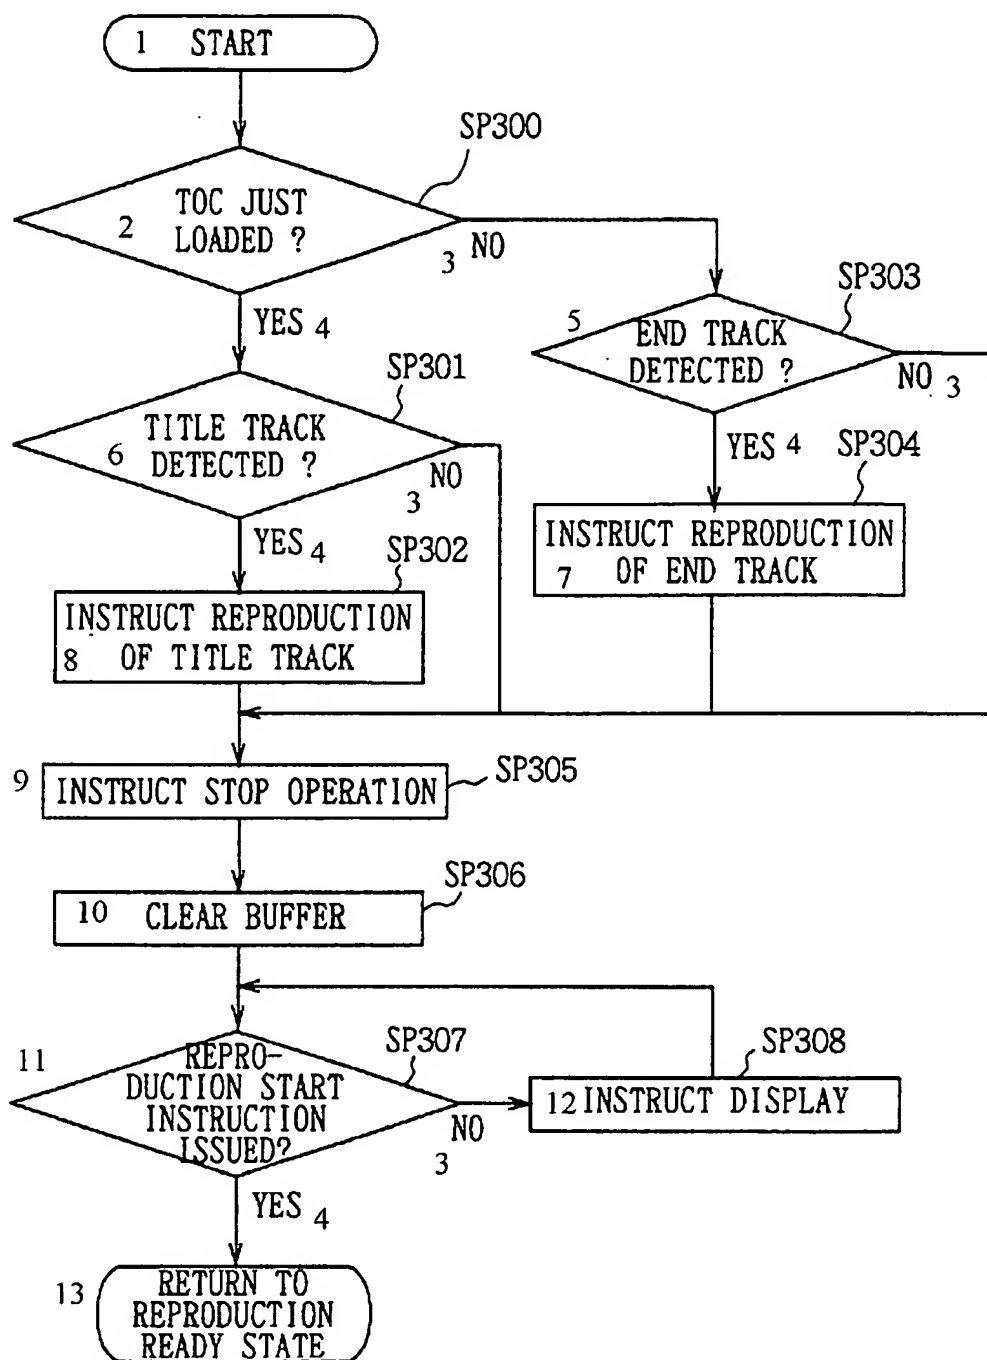 1 START
SP300
TOC JUST
2 LOADED ?
3 NO
SP303
YES 4
5 END TRACK
DETECTED ?
NO 3
SP301
TITLE TRACK
6 DETECTED ?
NO
3
YES 4
SP304
YES 4
SP302
INSTRUCT REPRODUCTION
7 OF END TRACK
INSTRUCT REPRODUCTION
8 OF TITLE TRACK
9 INSTRUCT STOP OPERATION
SP305
SP306
10 CLEAR BUFFER
11
REPRO-
DUCTION START
INSTRUCTION
ISSUED?
SP307
NO
3
SP308
12 INSTRUCT DISPLAY
YES 4
13
RETURN TO
REPRODUCTION
READY STATE